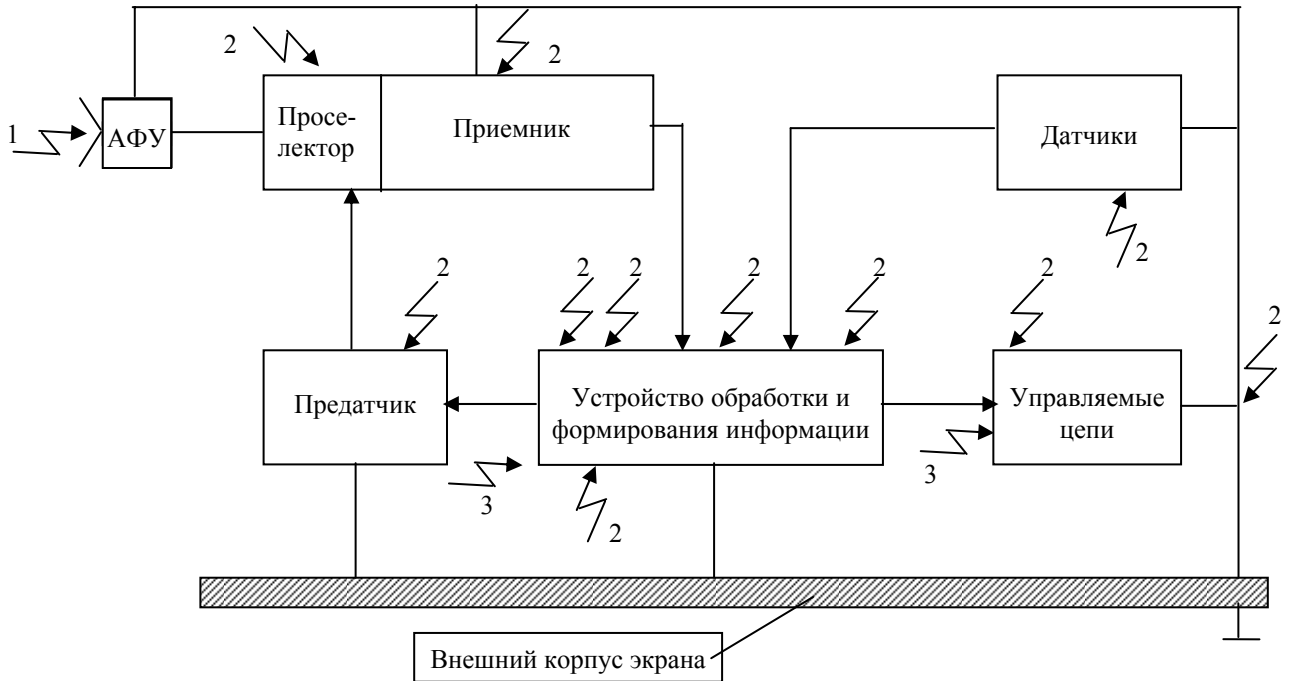 2
2
1
АФУ
Просе-
лектор
Приемник
Датчики
2
2
2
2
2
2
2
2
Предатчик
Устройство обработки и
формирования информации
Управляемые
цепи
3
3
2
Внешний корпус экрана